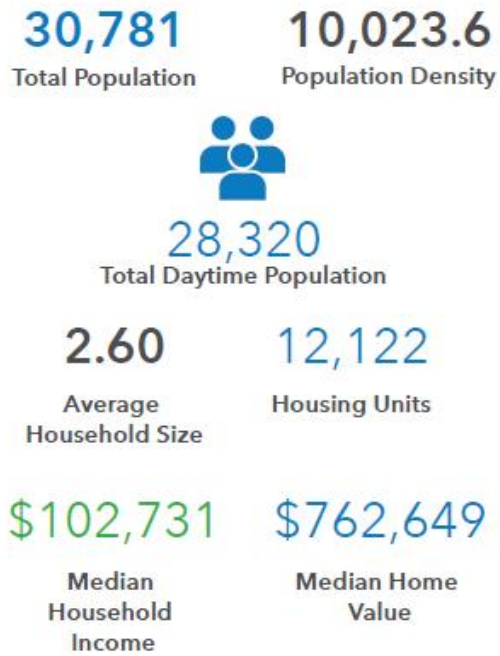 30,781
Total Population
10,023.6
Population Density
28,320
Total Daytime Population
2.60
Average
Household Size
12,122
Housing Units
$102,731
Median
Household
Income
$762,649
Median Home
Value